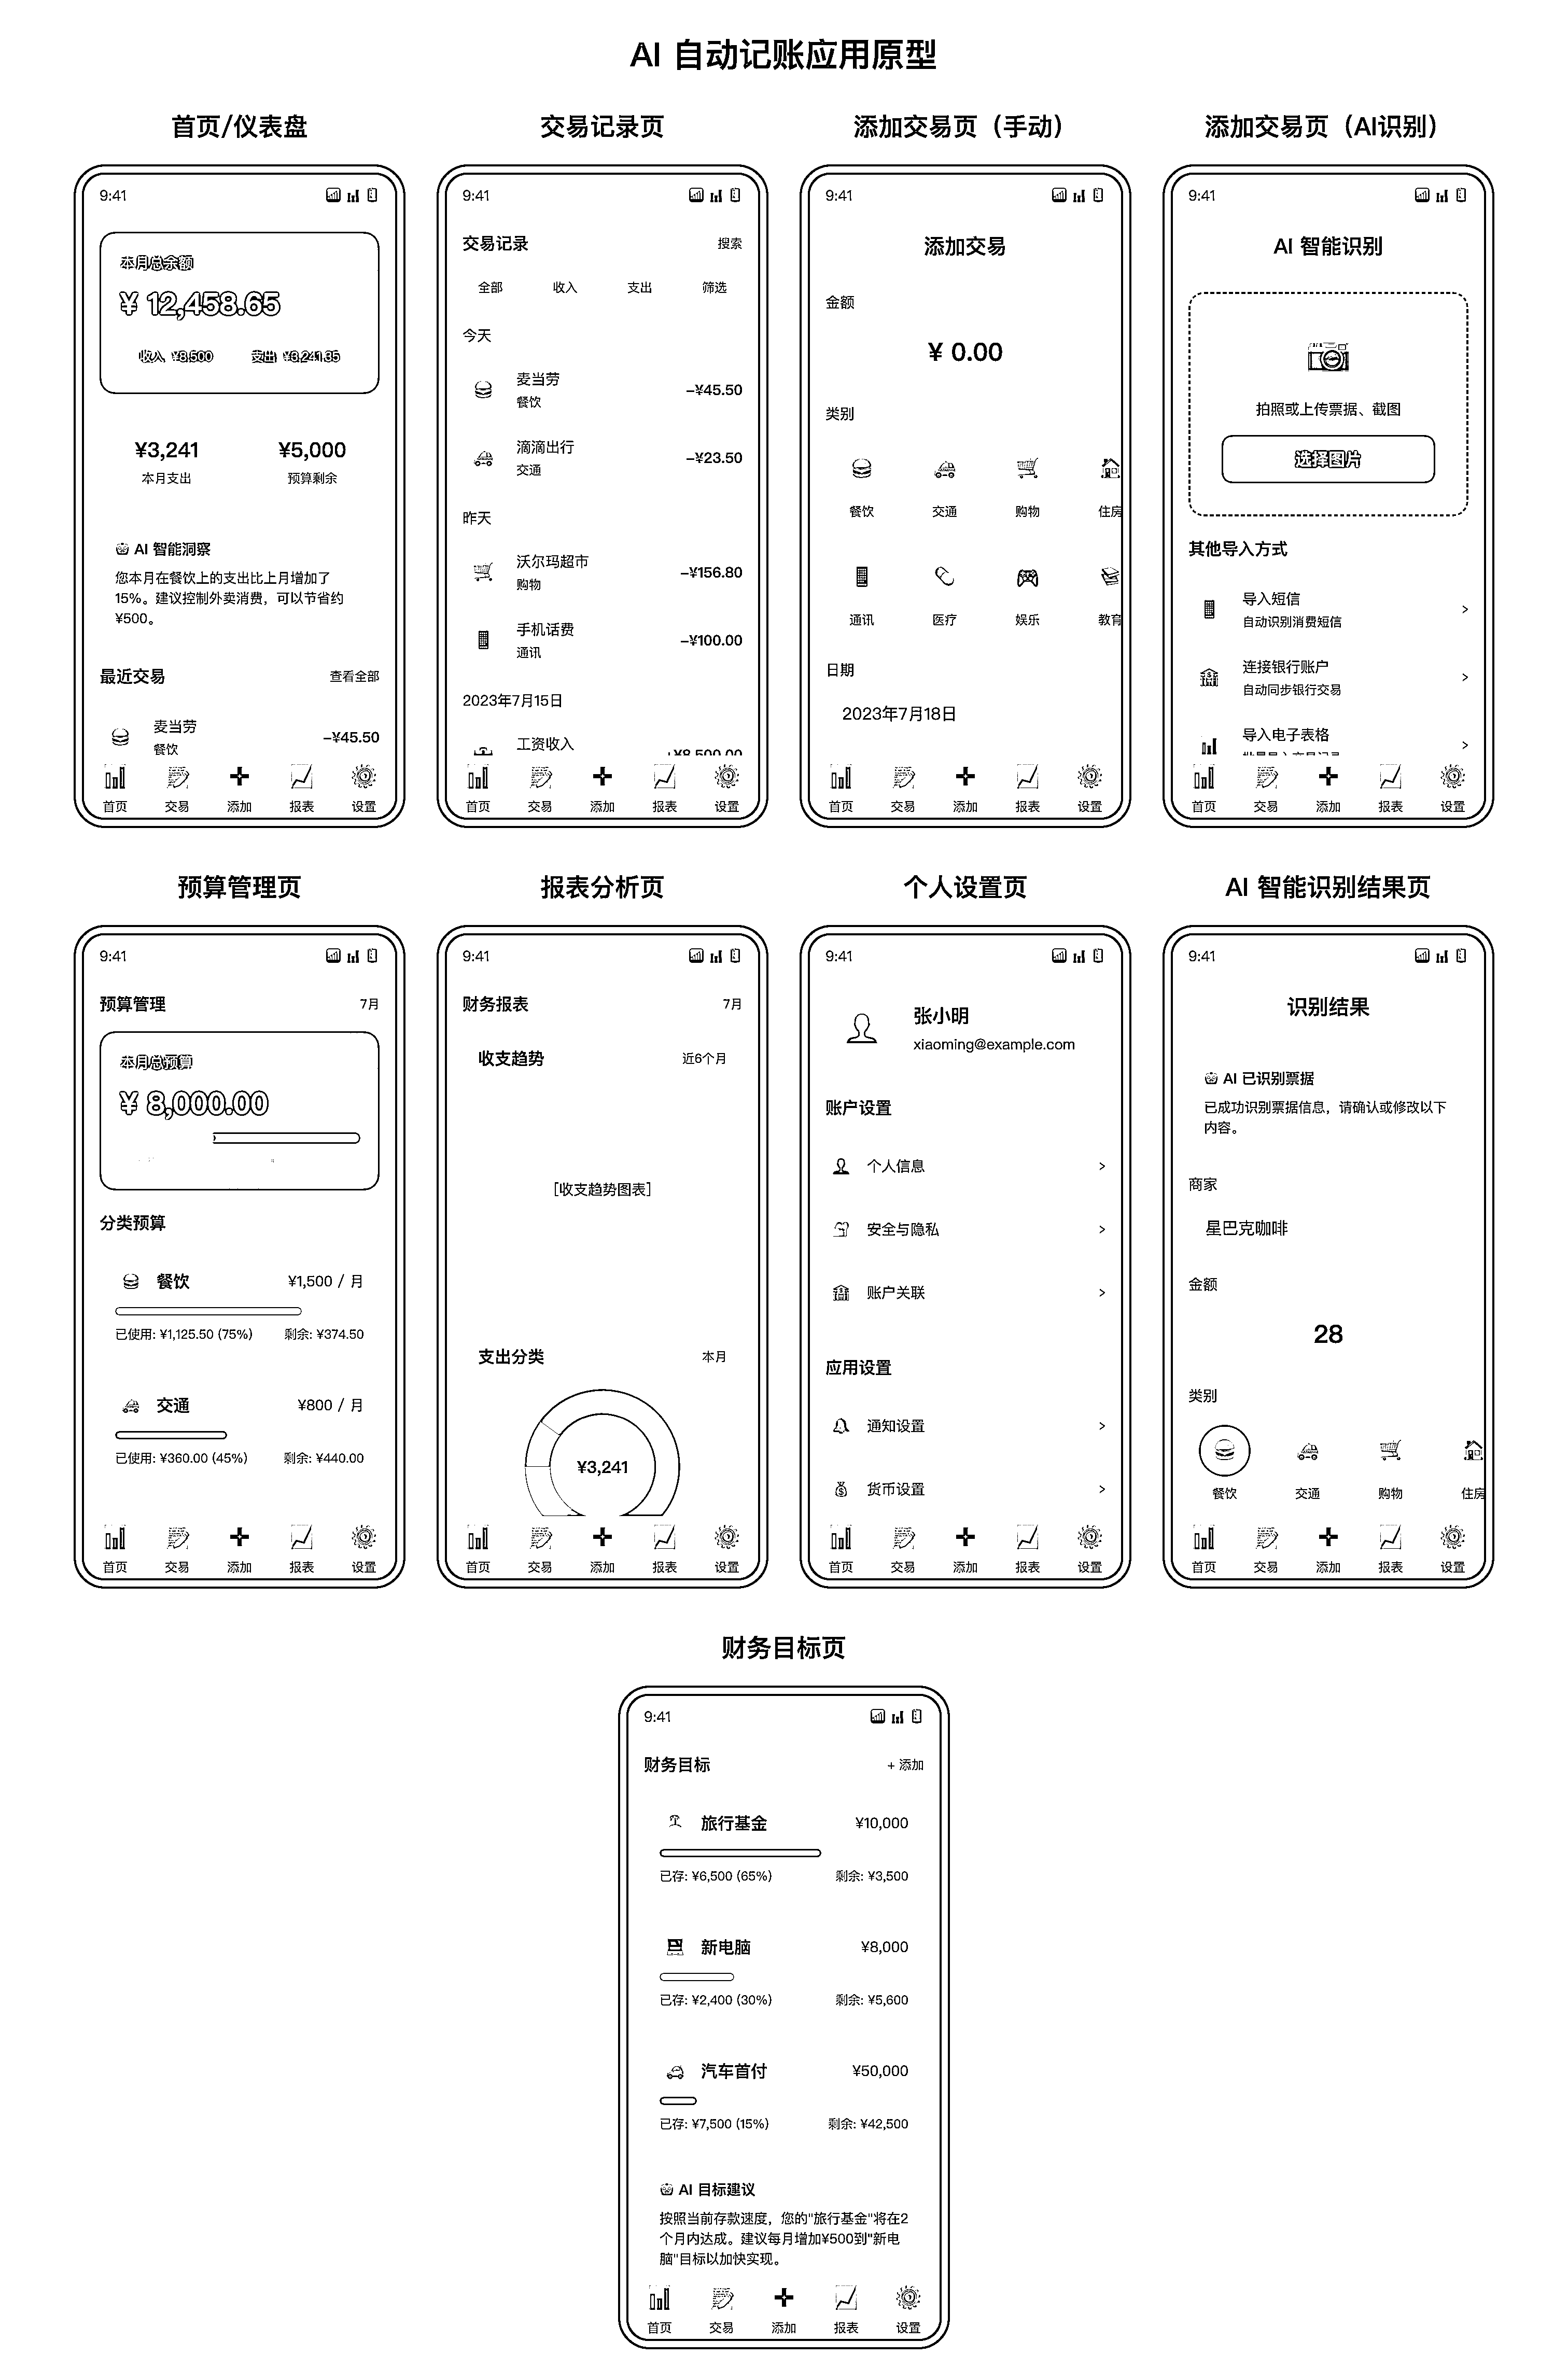 AI 自动记账应用原型
首页/仪表盘
9:41
本月总余额
¥ 12,458.65
收入 ¥8,500 支出 ¥3,241.35
¥3,241 ¥5,000
本月支出 预算剩余
AI 智能洞察
您本月在餐饮上的支出比上月增加了
15%。建议控制外卖消费，可以节省约
¥500。
最近交易 查看全部
麦当劳
餐饮
-¥45.50
首页 交易 添加 报表 设置
交易记录页
9:41
交易记录 搜索
全部 收入 支出 筛选
今天
麦当劳
餐饮
-¥45.50
滴滴出行
交通
-¥23.50
昨天
沃尔玛超市
购物
-¥156.80
手机话费
通讯
-¥100.00
2023年7月15日
工资收入
+¥8,500.00
首页 交易 添加 报表 设置
添加交易页（手动）
9:41
添加交易
金额
¥ 0.00
类别
餐饮 交通 购物 住房
通讯 医疗 娱乐 教育
日期
2023年7月18日
首页 交易 添加 报表 设置
添加交易页（AI识别）
9:41
AI 智能识别
拍照或上传票据、截图
选择图片
其他导入方式
导入短信
自动识别消费短信
>
连接银行账户
自动同步银行交易
>
导入电子表格
>
首页 交易 添加 报表 设置
预算管理页
9:41
预算管理 7月
本月总预算
¥ 8,000.00
分类预算
餐饮 ¥1,500 / 月
已使用: ¥1,125.50 (75%) 剩余: ¥374.50
交通 ¥800 / 月
已使用: ¥360.00 (45%) 剩余: ¥440.00
首页 交易 添加 报表 设置
报表分析页
9:41
财务报表 7月
收支趋势 近6个月
[收支趋势图表]
支出分类 本月
¥3,241
首页 交易 添加 报表 设置
个人设置页
9:41
张小明
xiaoming@example.com
账户设置
个人信息 >
安全与隐私 >
账户关联 >
应用设置
通知设置 >
货币设置 >
首页 交易 添加 报表 设置
AI 智能识别结果页
9:41
识别结果
AI 已识别票据
已成功识别票据信息，请确认或修改以下
内容。
商家
星巴克咖啡
金额
28
类别
餐饮 交通 购物 住房
首页 交易 添加 报表 设置
财务目标页
9:41
财务目标 + 添加
旅行基金 ¥10,000
已存: ¥6,500 (65%) 剩余: ¥3,500
新电脑 ¥8,000
已存: ¥2,400 (30%) 剩余: ¥5,600
汽车首付 ¥50,000
已存: ¥7,500 (15%) 剩余: ¥42,500
AI 目标建议
按照当前存款速度，您的"旅行基金"将在2
个月内达成。建议每月增加¥500到"新电
脑"目标以加快实现。
首页 交易 添加 报表 设置